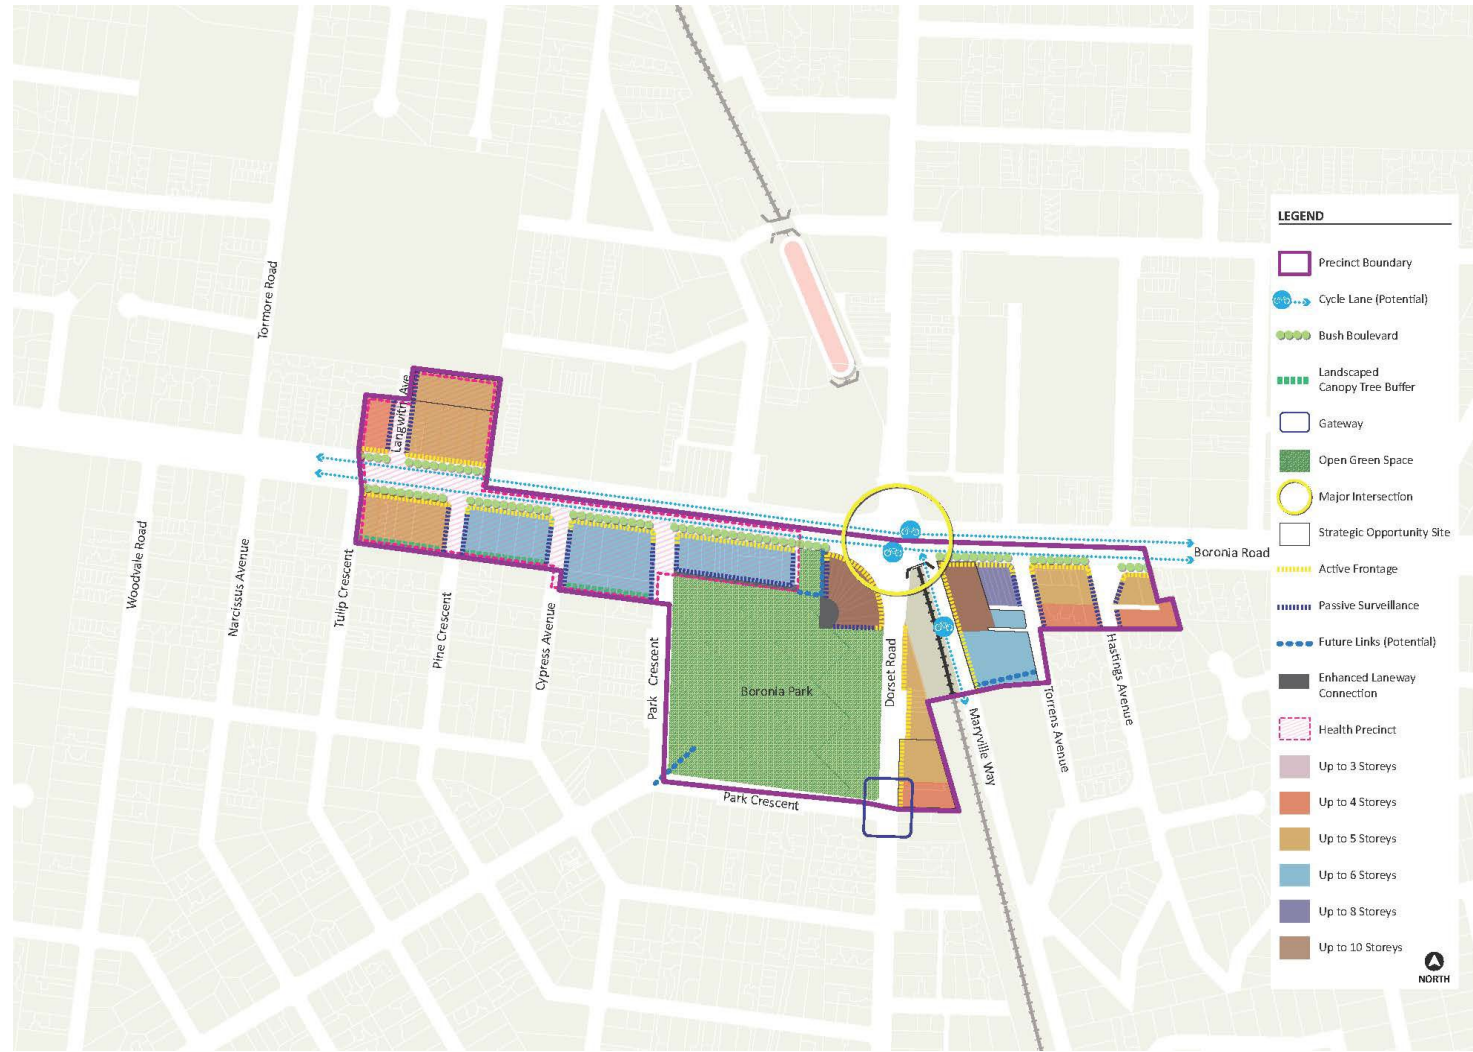 Tormore Road
Langwith Ave
Woodvale Road
Narcissus Avenue
Tulip Crescent
Pine Crescent
Cypress Avenue
Park Crescent
Boronia Park
Park Crescent
Dorset Road
Maryville Way
Torrens Avenue
Hastings Avenue
Boronia Road
LEGEND
Precinct Boundary
Cycle Lane (Potential)
Bush Boulevard
Landscaped
Canopy Tree Buffer
Gateway
Open Green Space
Major Intersection
Strategic Opportunity Site
Active Frontage
Passive Surveillance
Future Links (Potential)
Enhanced Laneway
Connection
Health Precinct
Up to 3 Storeys
Up to 4 Storeys
Up to 5 Storeys
Up to 6 Storeys
Up to 8 Storeys
Up to 10 Storeys
NORTH